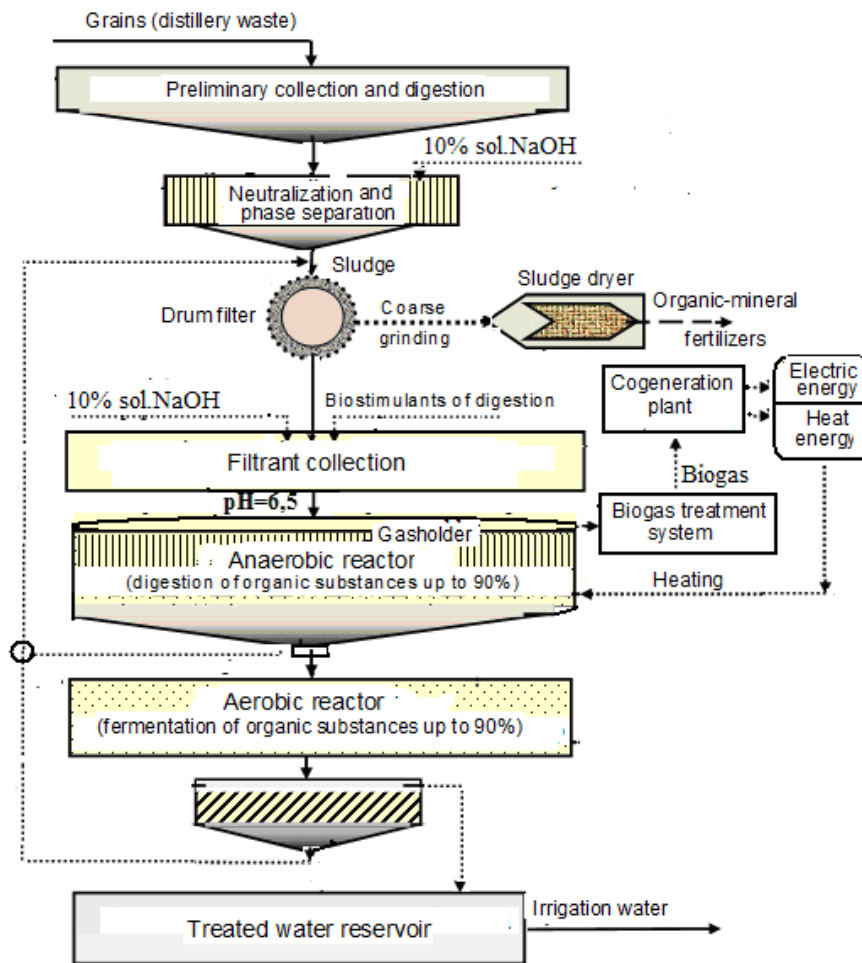 Grains (distillery waste)
Preliminary collection and digestion
10% sol.NaOH
Neutralization and
phase separation
Sludge
Drum filter
Coarse
grinding
Sludge dryer
Organic-mineral
fertilizers
10% sol.NaOH
Biostimulants of digestion
Cogeneration
plant
Electric
energy
Heat
energy
Filtrant collection
Biogas
pH=6,5
Gasholder
Biogas treatment
system
Anaerobic reactor
(digestion of organic substances up to 90%)
Heating
Aerobic reactor
(fermentation of organic substances up to 90%)
Treated water reservoir
Irrigation water